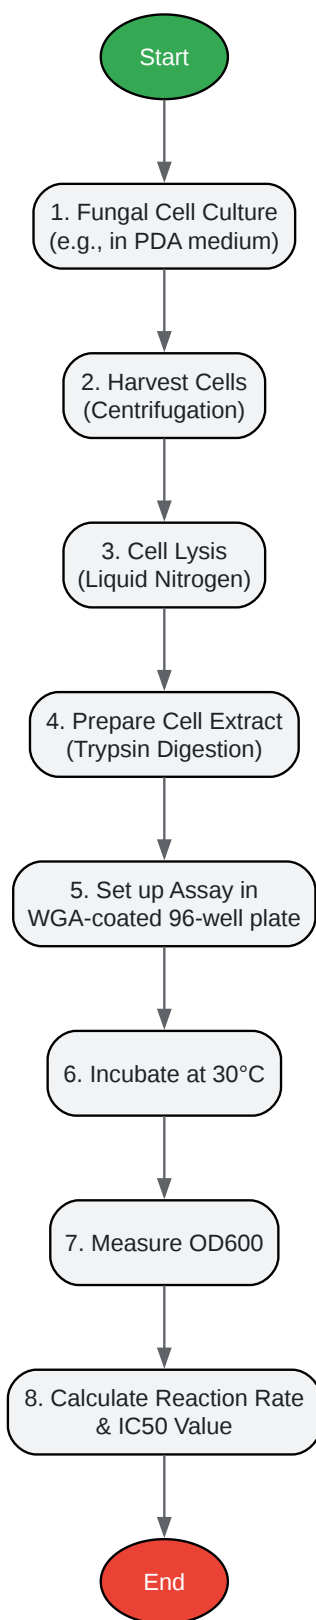 Start
1. Fungal Cell Culture
(e.g., in PDA medium)
2. Harvest Cells
(Centrifugation)
3. Cell Lysis
(Liquid Nitrogen)
4. Prepare Cell Extract
(Trypsin Digestion)
5. Set up Assay in
WGA-coated 96-well plate
6. Incubate at 30°C
7. Measure OD600
8. Calculate Reaction Rate
& IC50 Value
End